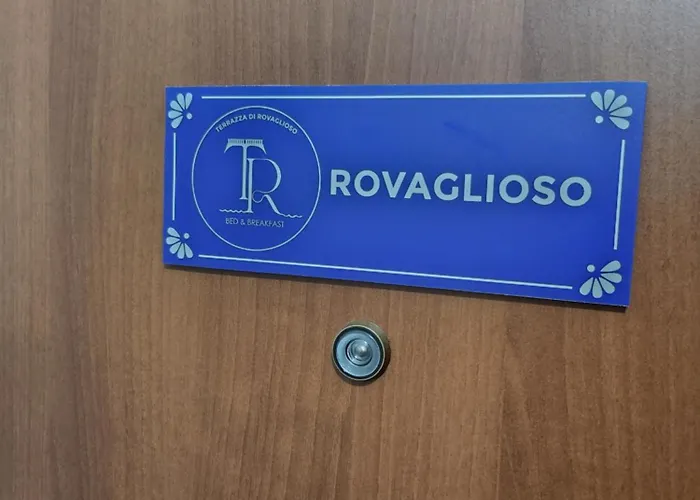 TERRAZZA DI ROVAGLIOSO
TR
BED & BREAKFAST
ROVAGLIOSO